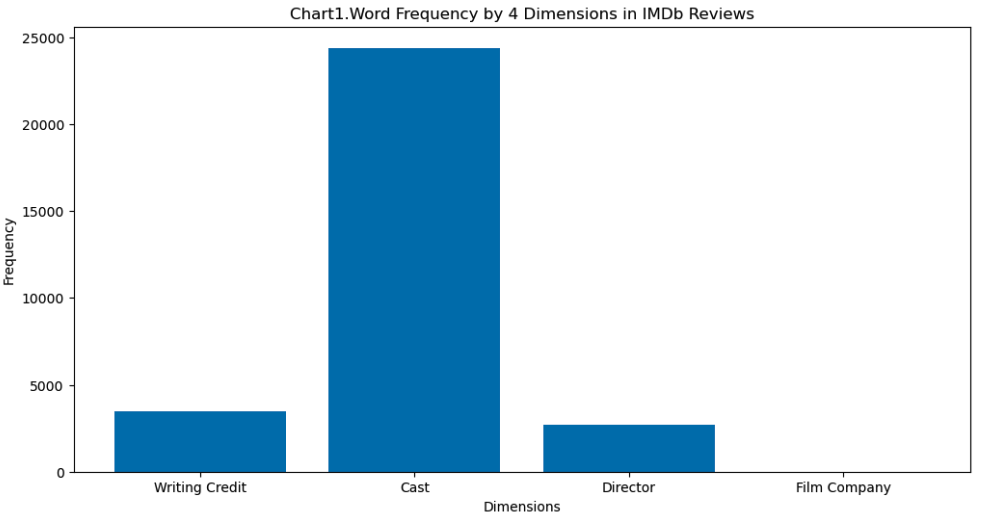 Chart1.Word Frequency by 4 Dimensions in IMDb Reviews
25000
20000
15000
10000
5000
0
Frequency
Writing Credit Cast Director Film Company
Dimensions